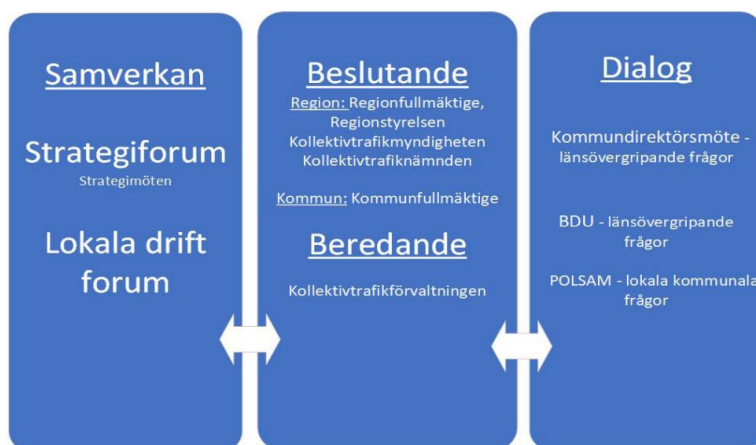 Samverkan
Strategiforum
Strategimöten
Lokala drift
forum
Beslutande
Region: Regionfullmäktige,
Regionstyrelsen
Kollektivtrafikmyndigheten
Kollektivtrafiknämnden
Kommun: Kommunfullmäktige
Beredande
Kollektivtrafikförvaltningen
Dialog
Kommundirektörsmöte -
länsövergripande frågor
BDU - länsövergripande
frågor
POLSAM - lokala kommunala
frågor